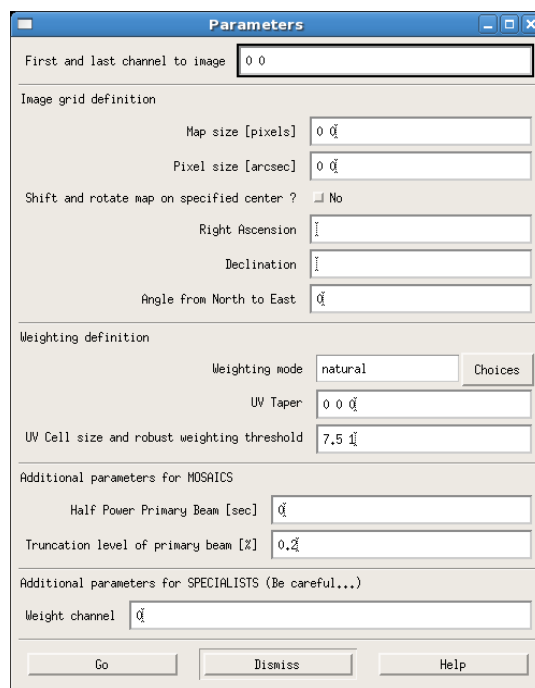 Parameters
First and last channel to image 0 0
Image grid definition
Map size [pixels] 0 0
Pixel size [arcsec] 0 0
Shift and rotate map on specified center ? No
Right Ascension
Declination
Angle from North to East 0
Weighting definition
Weighting mode natural Choices
UV Taper 0 0 0
UV Cell size and robust weighting threshold 7.5 1
Additional parameters for MOSAICS
Half Power Primary Beam [sec] 0
Truncation level of primary beam [%] 0.2
Additional parameters for SPECIALISTS (Be careful...)
Weight channel 0
Go Dismiss Help